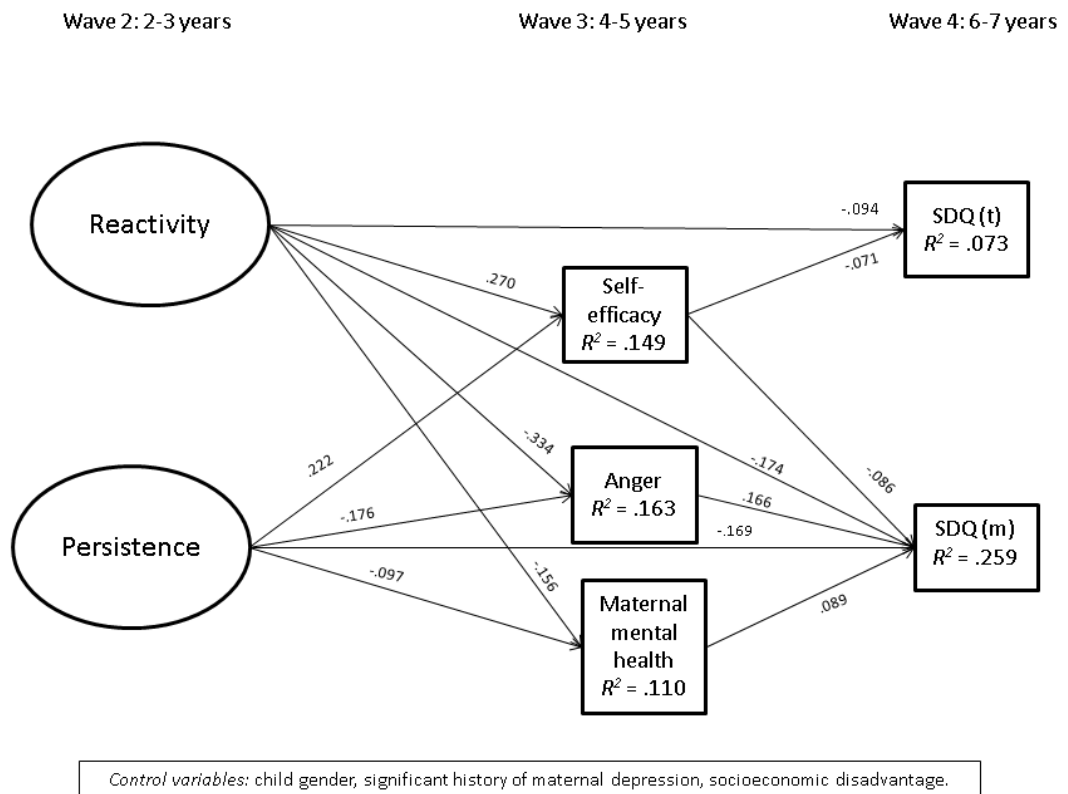 Wave 2: 2-3 years
Wave 3: 4-5 years
Wave 4: 6-7 years
Reactivity
-.094
SDQ (t)
R² = .073
-.071
.270
Self-
efficacy
R² = .149
-.334
.222
-.174
-.086
Anger
R² = .163
.166
-.176
-.169
SDQ (m)
R² = .259
Persistence
-.097
-.156
Maternal
mental
health
R² = .110
.089
Control variables: child gender, significant history of maternal depression, socioeconomic disadvantage.